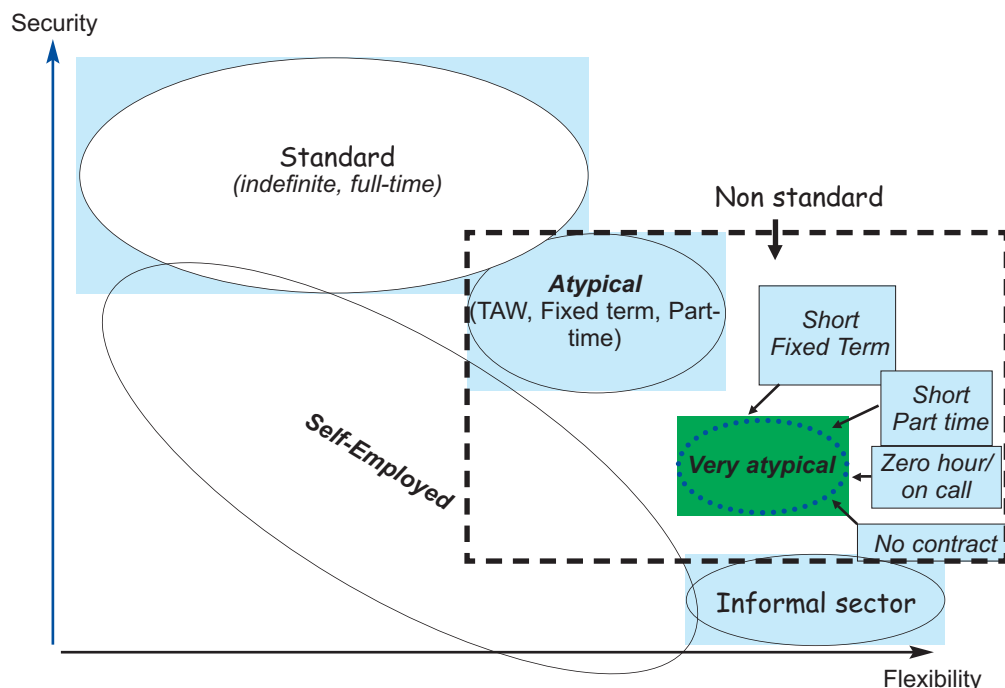 Security
Standard
(indefinite, full-time)
Non standard
Atypical
(TAW, Fixed term, Part-
time)
Short
Fixed Term
Short
Part time
Self-Employed
Very atypical
Zero hour/
on call
No contract
Informal sector
Flexibility